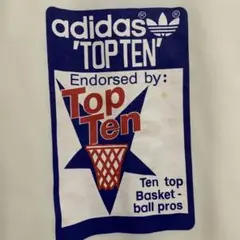 adidas ®
'TOPTEN' ®
Endorsed by:
Top
Ten
Ten top
Basket-
ball pros